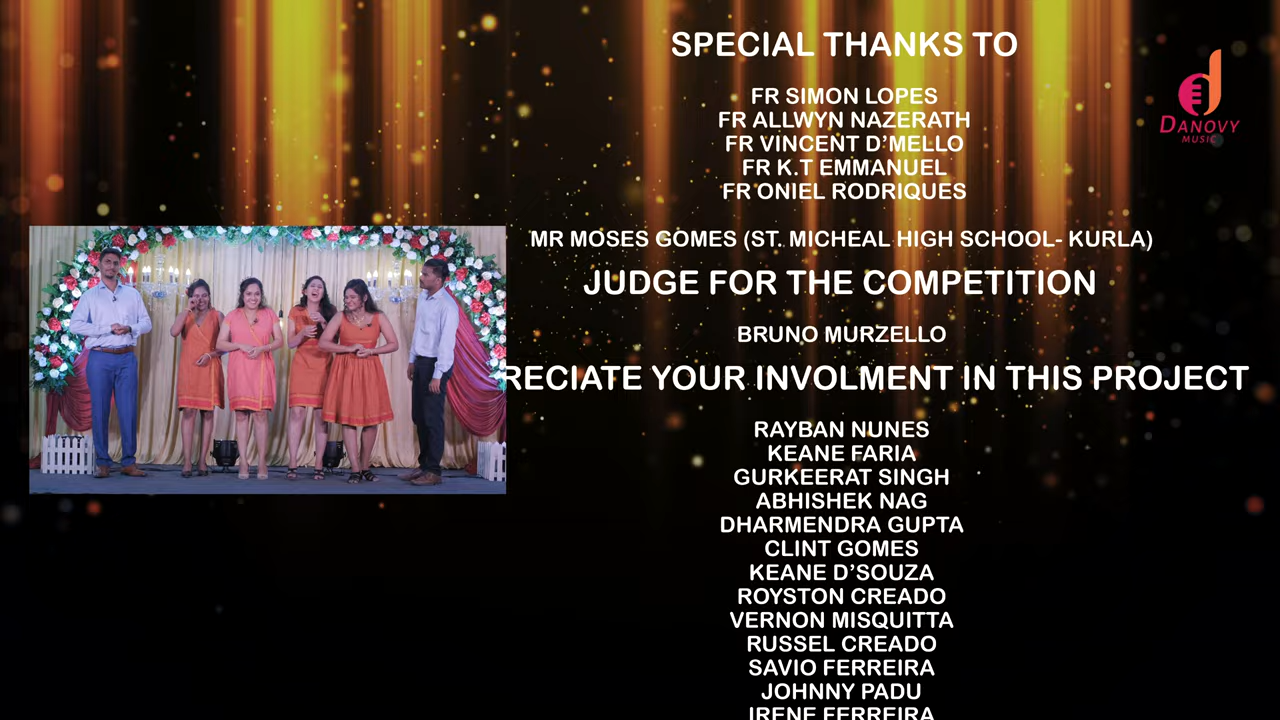 SPECIAL THANKS TO
FR SIMON LOPES
FR ALLWYN NAZERATH
FR VINCENT D'MELLO
FR K.T EMMANUEL
FR ONIEL RODRIQUES
MR MOSES GOMES (ST. MICHEAL HIGH SCHOOL- KURLA)
JUDGE FOR THE COMPETITION
BRUNO MURZELLO
RECIATE YOUR INVOLMENT IN THIS PROJECT
RAYBAN NUNES
KEANE FARIA
GURKEERAT SINGH
ABHISHEK NAG
DHARMENDRA GUPTA
CLINT GOMES
KEANE D'SOUZA
ROYSTON CREADO
VERNON MISQUITTA
RUSSEL CREADO
SAVIO FERREIRA
JOHNNY PADU
IRENE FERREIRA
DANOVY
MUSIC